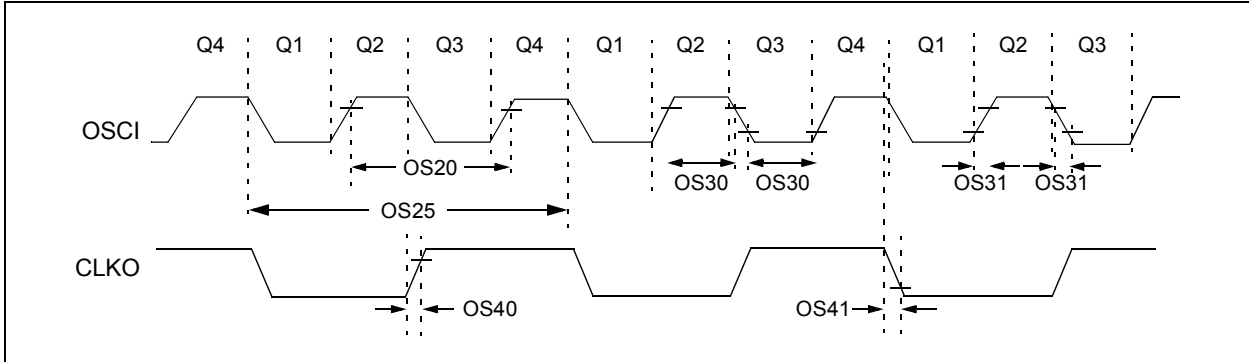 Q4 Q1 Q2 Q3 Q4 Q1 Q2 Q3 Q4 Q1 Q2 Q3
OSCI
OS20
OS30 OS30
OS31 OS31
OS25
CLKO
OS40
OS41